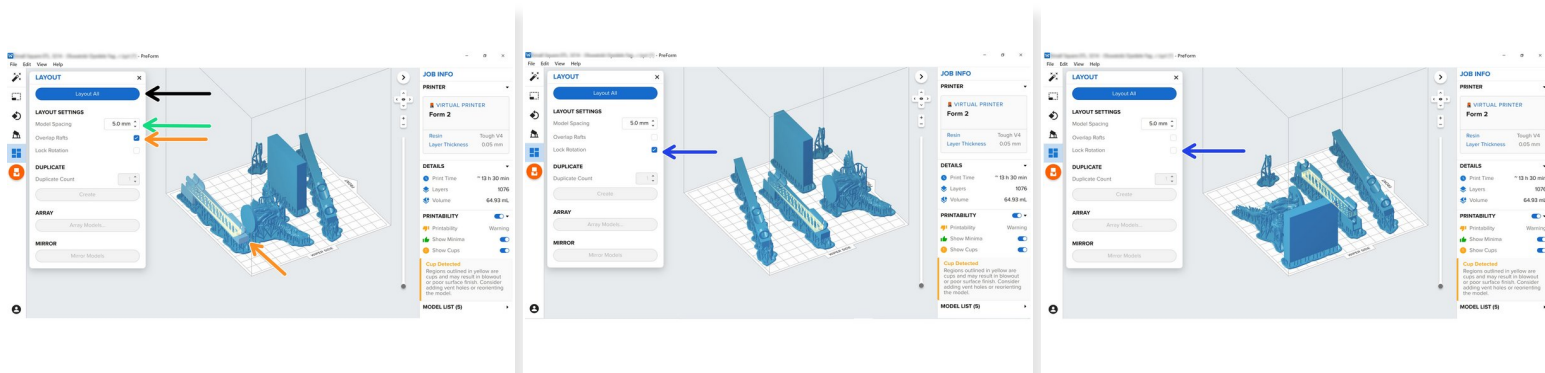 PreForm
File Edit View Help
LAYOUT
Layout All
LAYOUT SETTINGS
Model Spacing 5.0 mm
Overlap Rafts
Lock Rotation
DUPLICATE
Duplicate Count
Create
ARRAY
Array Models...
MIRROR
Mirror Models
JOB INFO
PRINTER
VIRTUAL PRINTER
Form 2
Resin Tough V4
Layer Thickness 0.05 mm
DETAILS
Print Time ~ 13 h 30 min
Layers 1076
Volume 64.93 mL
PRINTABILITY
Printability Warning
Show Minima
Show Cups
Cup Detected
Regions outlined in yellow are
cups and may result in blowout
or poor surface finish. Consider
adding vent holes or reorienting
the model.
MODEL LIST (5)
PreForm
File Edit View Help
LAYOUT
Layout All
LAYOUT SETTINGS
Model Spacing 5.0 mm
Overlap Rafts
Lock Rotation
DUPLICATE
Duplicate Count
Create
ARRAY
Array Models...
MIRROR
Mirror Models
JOB INFO
PRINTER
VIRTUAL PRINTER
Form 2
Resin Tough V4
Layer Thickness 0.05 mm
DETAILS
Print Time ~ 13 h 30 min
Layers 1076
Volume 64.93 mL
PRINTABILITY
Printability Warning
Show Minima
Show Cups
Cup Detected
Regions outlined in yellow are
cups and may result in blowout
or poor surface finish. Consider
adding vent holes or reorienting
the model.
MODEL LIST (5)
PreForm
File Edit View Help
LAYOUT
Layout All
LAYOUT SETTINGS
Model Spacing 5.0 mm
Overlap Rafts
Lock Rotation
DUPLICATE
Duplicate Count
Create
ARRAY
Array Models...
MIRROR
Mirror Models
JOB INFO
PRINTER
VIRTUAL PRINTER
Form 2
Resin Tough V4
Layer Thickness 0.05 mm
DETAILS
Print Time ~ 13 h 30 min
Layers 1076
Volume 64.93 mL
PRINTABILITY
Printability Warning
Show Minima
Show Cups
Cup Detected
Regions outlined in yellow are
cups and may result in blowout
or poor surface finish. Consider
adding vent holes or reorienting
the model.
MODEL LIST (5)